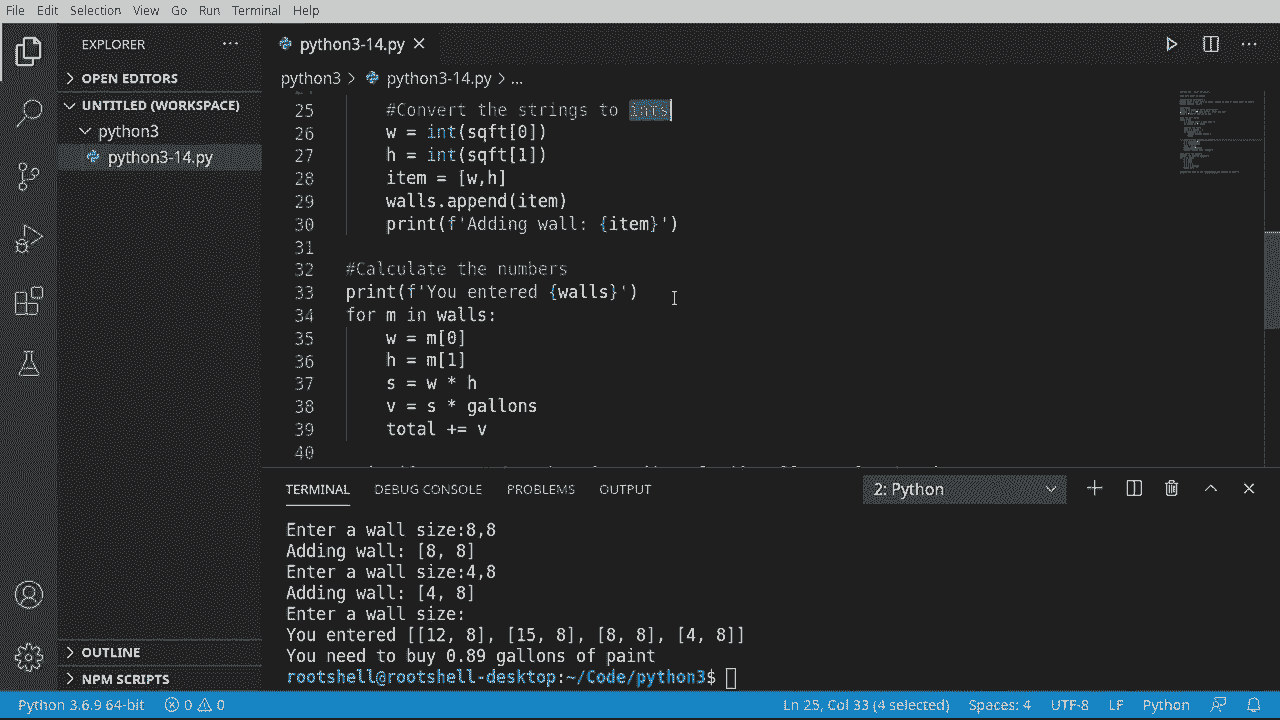 File Edit Selection View Go Run Terminal Help
EXPLORER ...
OPEN EDITORS
UNTITLED (WORKSPACE)
python3
python3-14.py
OUTLINE
NPM SCRIPTS
python3-14.py
python3 > python3-14.py > ...
25 #Convert the strings to ints
26 w = int(sqft[0])
27 h = int(sqft[1])
28 item = [w,h]
29 walls.append(item)
30 print(f'Adding wall: {item}')
31
32 #Calculate the numbers
33 print(f'You entered {walls}')
34 for m in walls:
35 w = m[0]
36 h = m[1]
37 s = w * h
38 v = s * gallons
39 total += v
40
TERMINAL DEBUG CONSOLE PROBLEMS OUTPUT 2: Python
Enter a wall size:8,8
Adding wall: [8, 8]
Enter a wall size:4,8
Adding wall: [4, 8]
Enter a wall size:
You entered [[12, 8], [15, 8], [8, 8], [4, 8]]
You need to buy 0.89 gallons of paint
rootshell@rootshell-desktop:~/Code/python3$
Python 3.6.9 64-bit 0 0 Ln 25, Col 33 (4 selected) Spaces: 4 UTF-8 LF Python